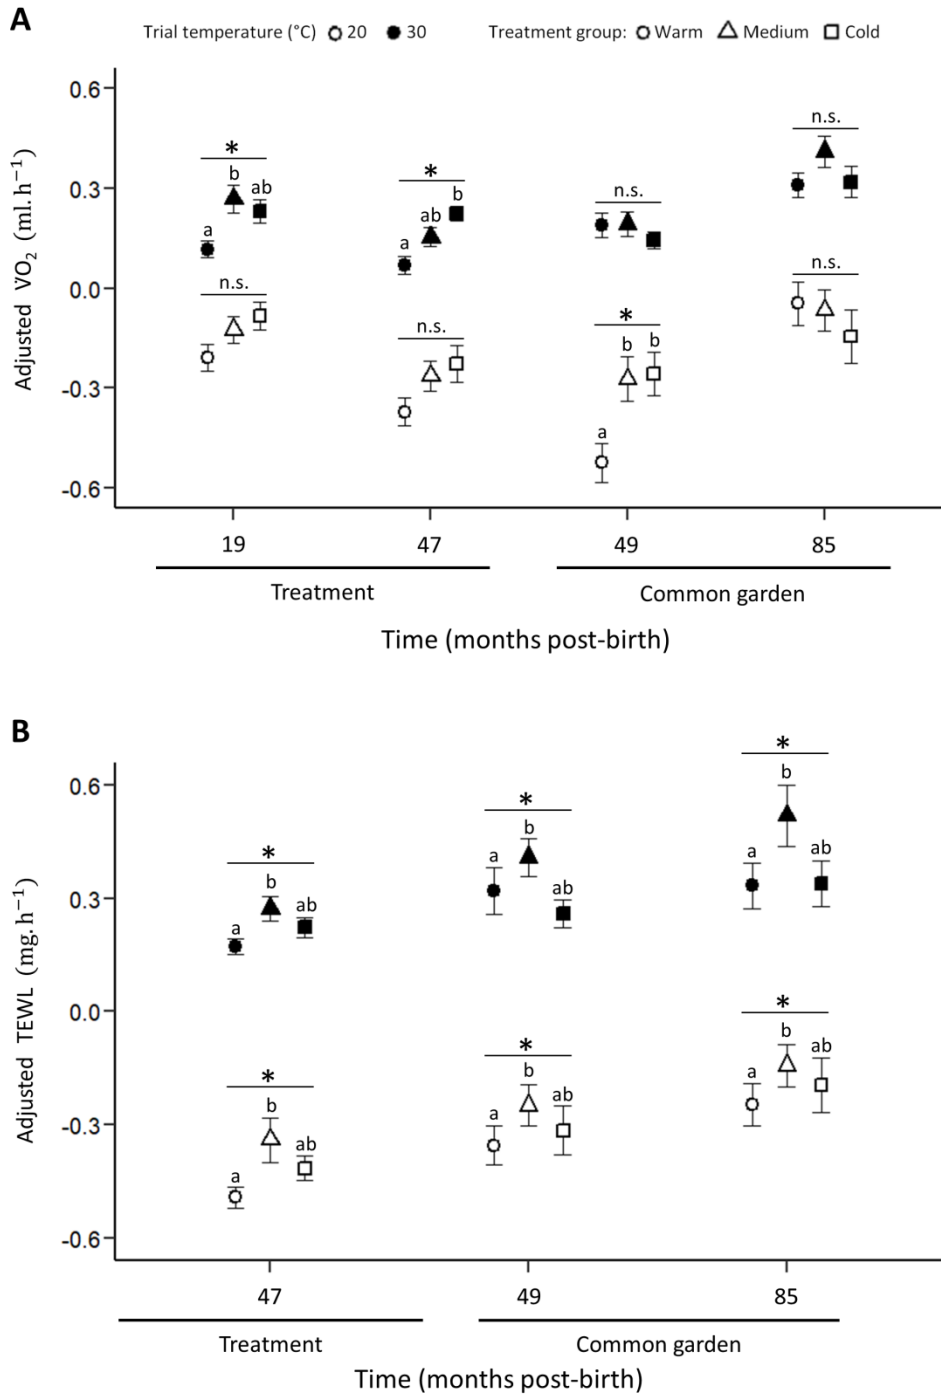 A
Trial temperature (°C) 20 30 Treatment group: Warm Medium Cold
0.6
0.3
0.0
-0.3
-0.6
Adjusted V̇O₂ (ml. h⁻¹)
*
b
ab
a
n.s.
*
b
ab
a
n.s.
n.s.
*
b b
a
n.s.
n.s.
19 47 49 85
Treatment Common garden
Time (months post-birth)
B
0.6
0.3
0.0
-0.3
-0.6
Adjusted TEWL (mg. h⁻¹)
*
b
ab
a
*
b
ab
a
*
b
a
ab
*
b
ab
a
*
b
a
ab
*
b
ab
a
47 49 85
Treatment Common garden
Time (months post-birth)